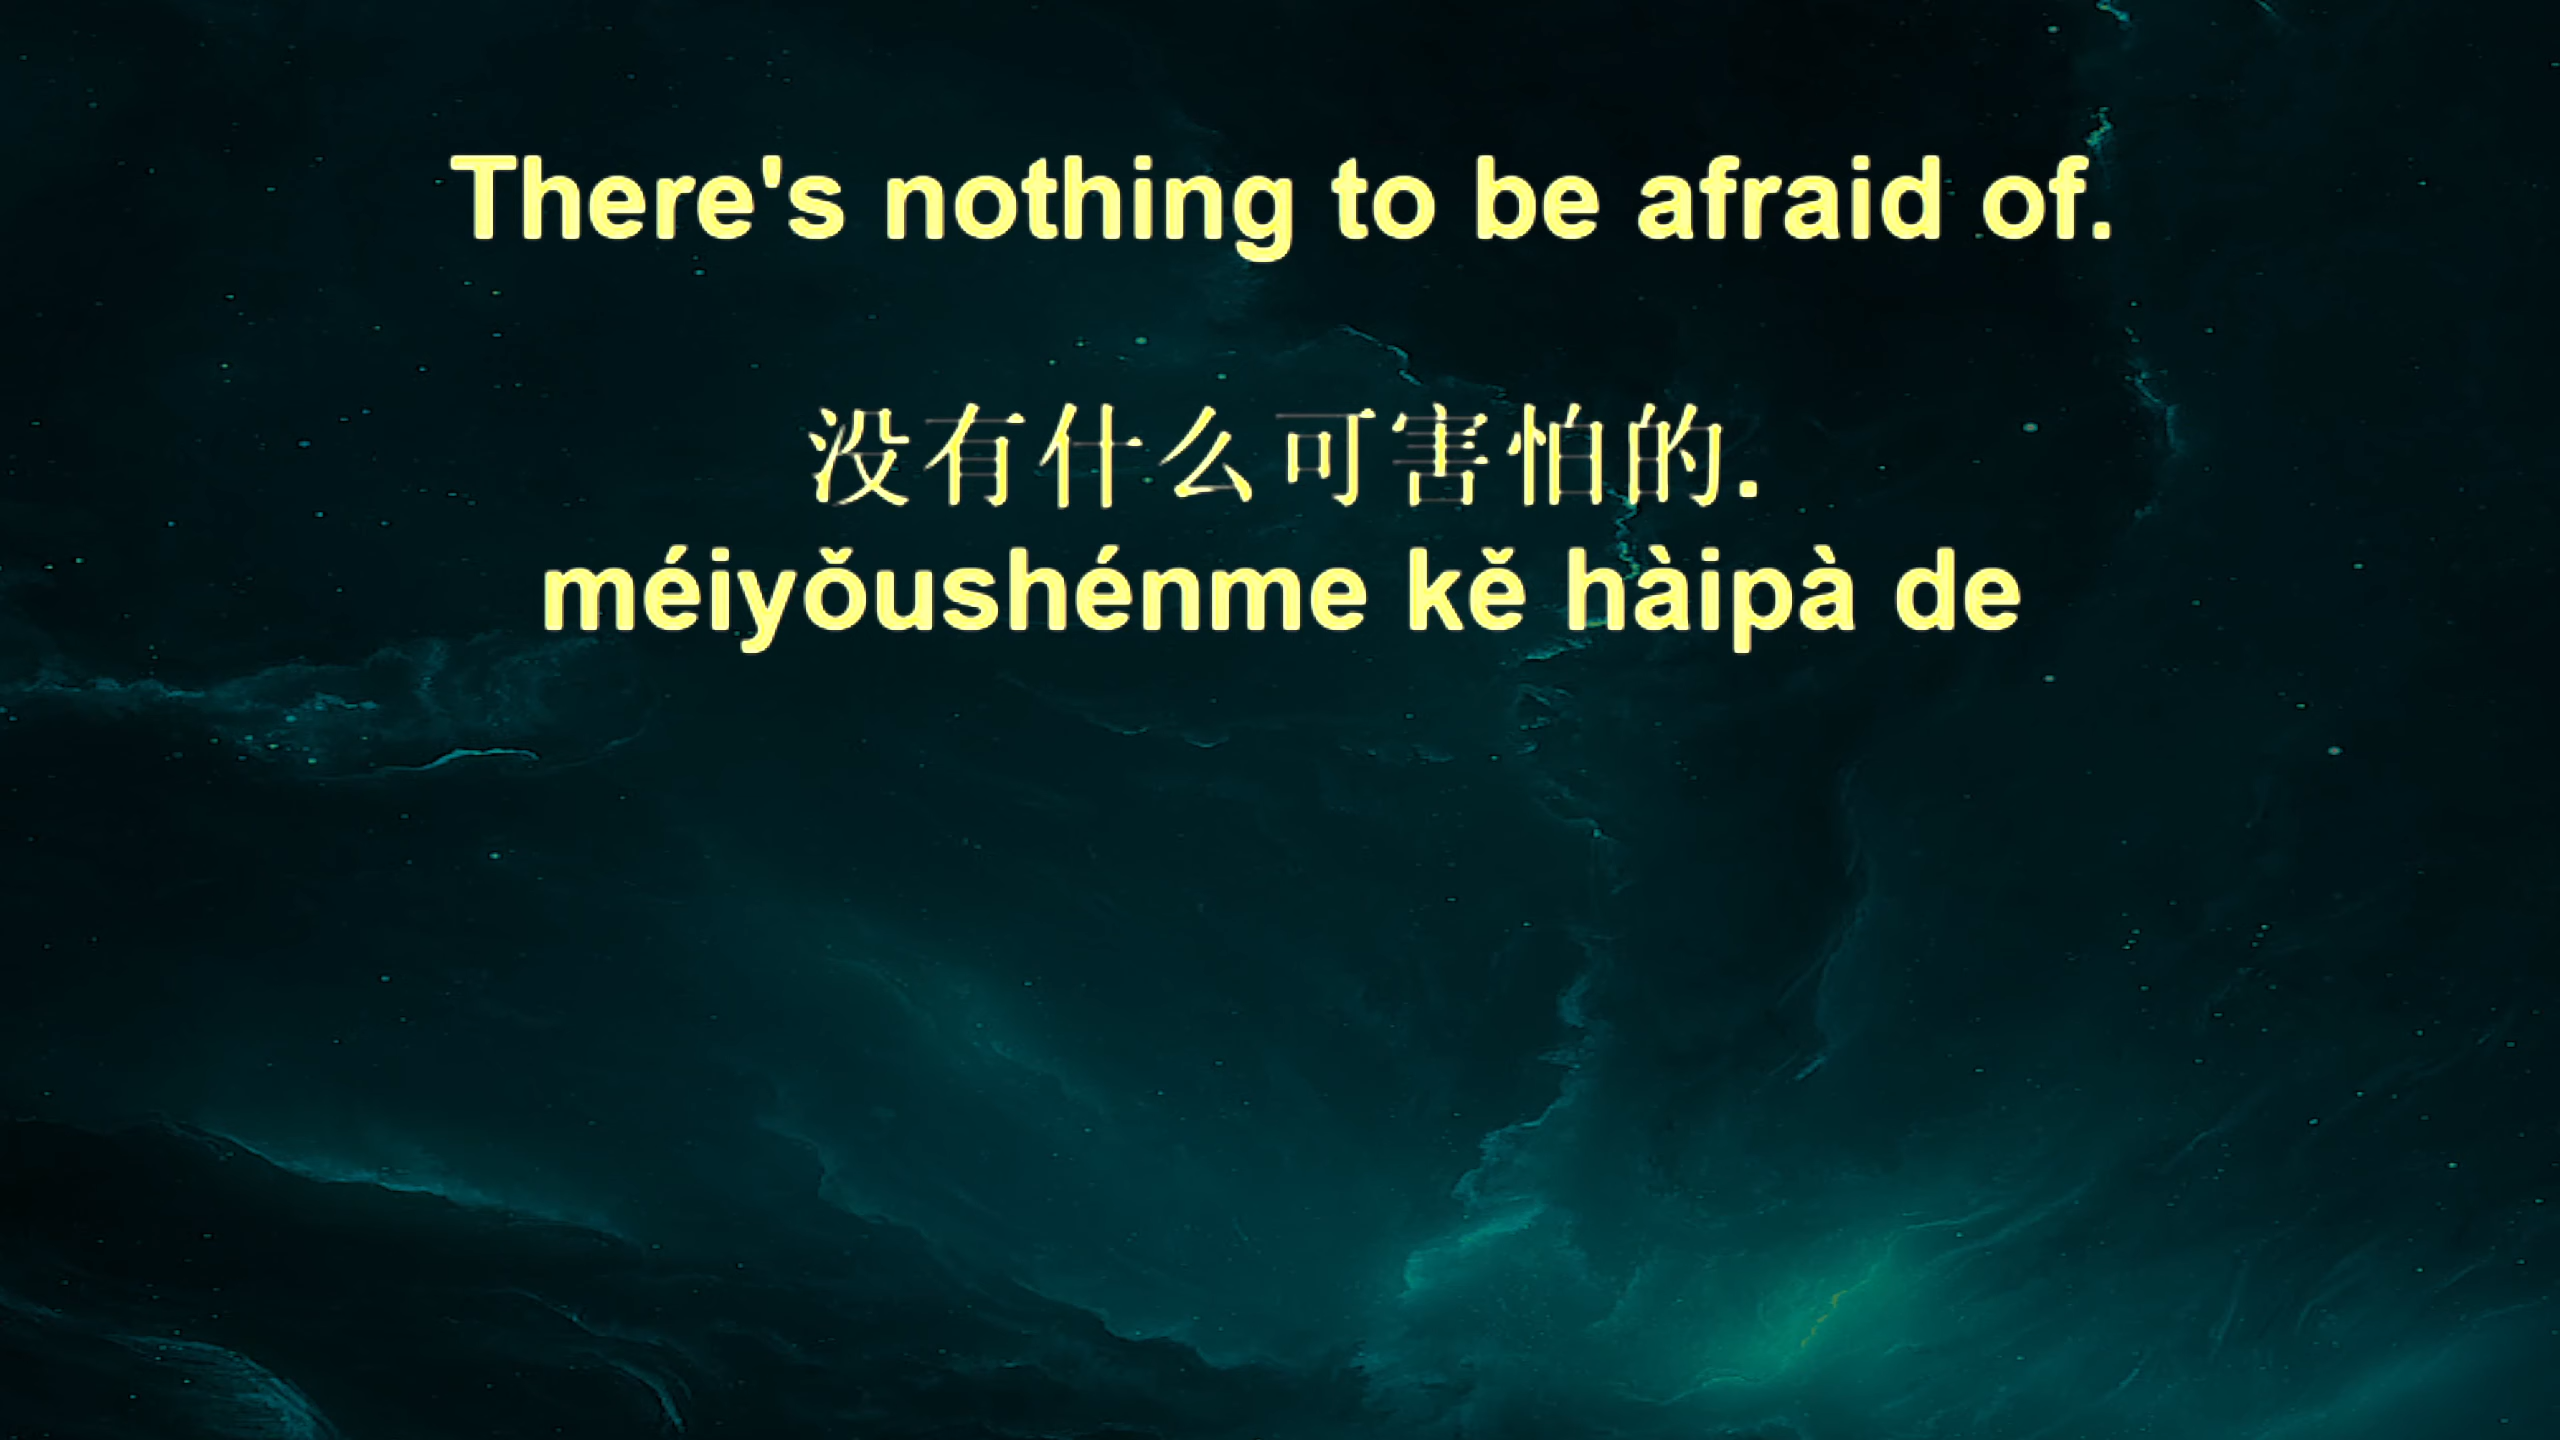 There's nothing to be afraid of.
没有什么可害怕的.
méiyǒushénme kě hàipà de